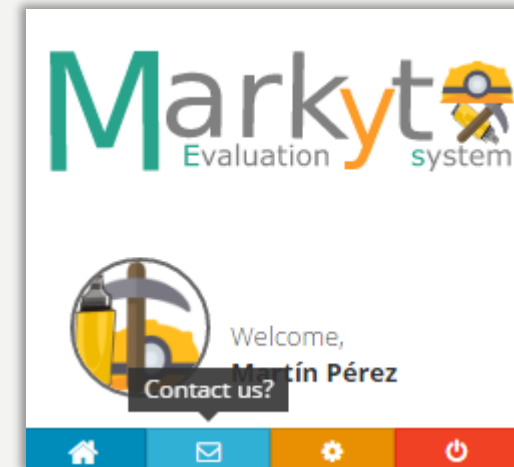 Markyt
Evaluation system
Welcome,
Martín Pérez
Contact us?